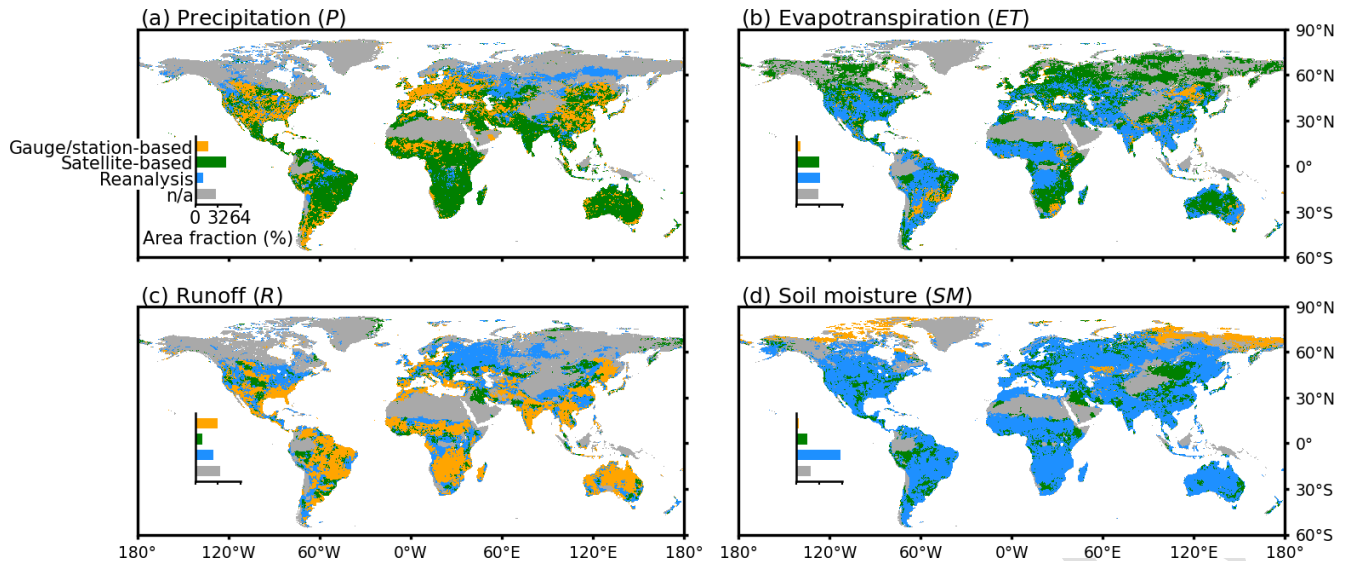 (a) Precipitation (P)
(b) Evapotranspiration (ET)
90°N
60°N
30°N
0°
30°S
60°S
Gauge/station-based
Satellite-based
Reanalysis
n/a
0 32 64
Area fraction (%)
(c) Runoff (R)
(d) Soil moisture (SM)
90°N
60°N
30°N
0°
30°S
60°S
180° 120°W 60°W 0°W 60°E 120°E 180°
180° 120°W 60°W 0°W 60°E 120°E 180°